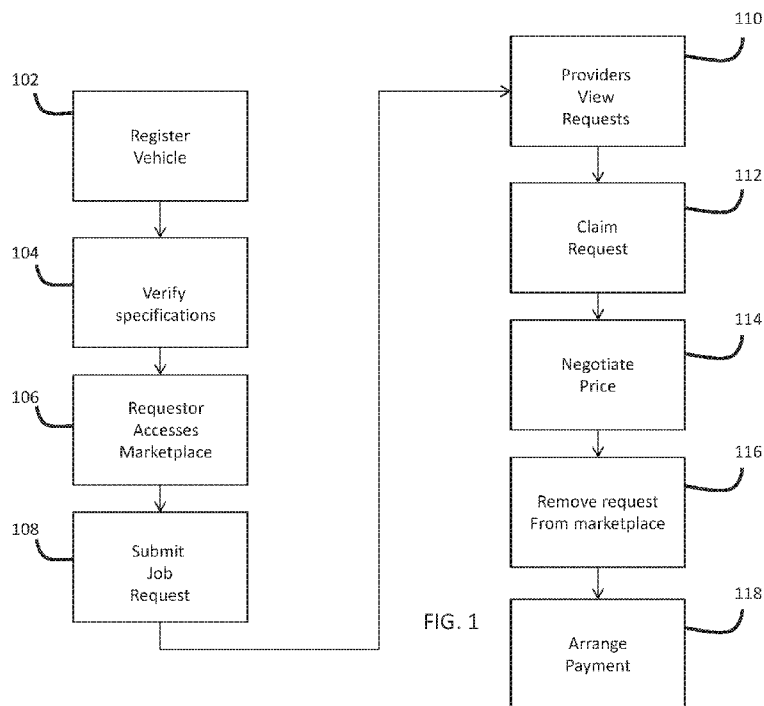 102
Register
Vehicle
104
Verify
specifications
106
Requestor
Accesses
Marketplace
108
Submit
Job
Request
110
Providers
View
Requests
112
Claim
Request
114
Negotiate
Price
116
Remove request
From marketplace
118
Arrange
Payment
FIG. 1